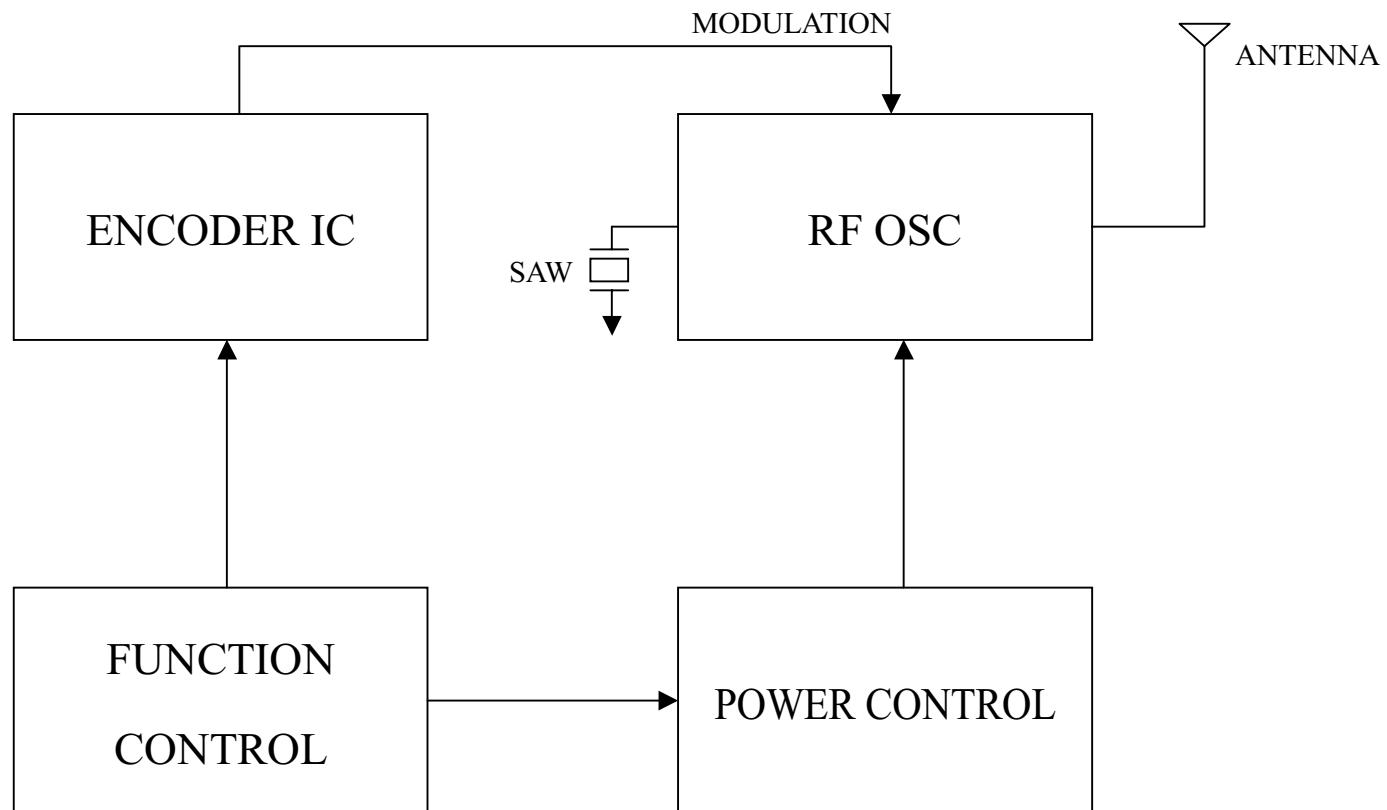 MODULATION
ANTENNA
ENCODER IC
RF OSC
SAW
FUNCTION
CONTROL
POWER CONTROL